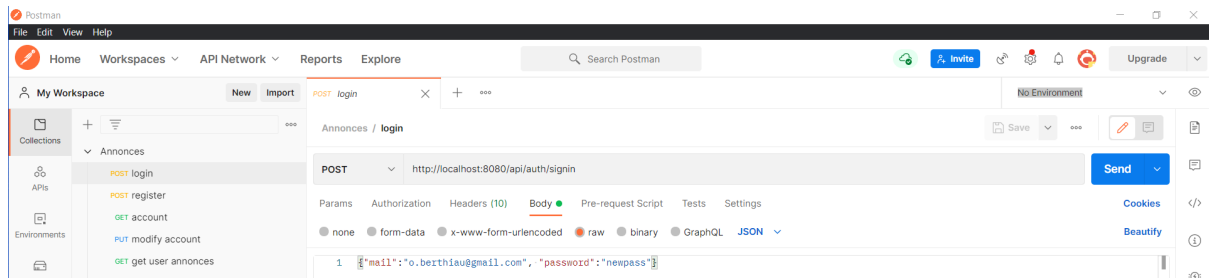 Postman
File Edit View Help
Home Workspaces API Network Reports Explore Search Postman Invite Upgrade
My Workspace New Import POST login No Environment
Collections Annonces / login Save
Annonces
POST login POST http://localhost:8080/api/auth/signin Send
APIs
POST register
Params Authorization Headers (10) Body Pre-request Script Tests Settings Cookies
GET account
Environments
PUT modify account none form-data x-www-form-urlencoded raw binary GraphQL JSON Beautify
GET get user annonces 1 {"mail":"o.berthiau@gmail.com", "password":"newpass"}